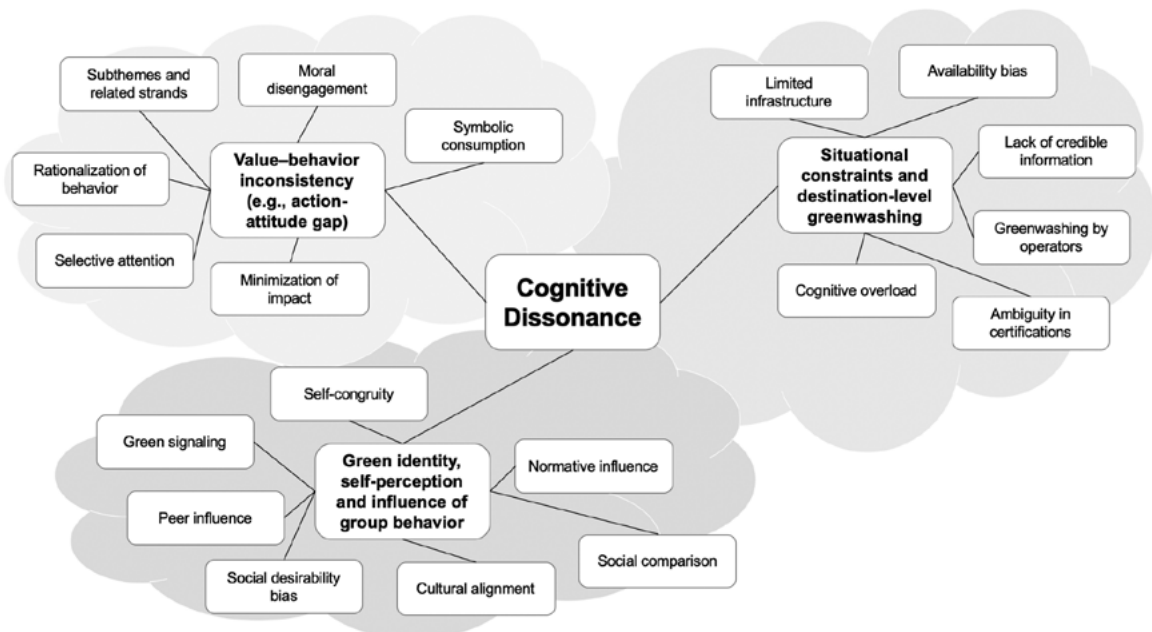 Subthemes and
related strands
Moral
disengagement
Symbolic
consumption
Rationalization of
behavior
Value–behavior
inconsistency
(e.g., action-
attitude gap)
Selective attention
Minimization of
impact
Limited
infrastructure
Availability bias
Situational
constraints and
destination-level
greenwashing
Lack of credible
information
Greenwashing by
operators
Cognitive overload
Ambiguity in
certifications
Cognitive
Dissonance
Self-congruity
Green signaling
Green identity,
self-perception
and influence of
group behavior
Normative influence
Peer influence
Social comparison
Social desirability
bias
Cultural alignment